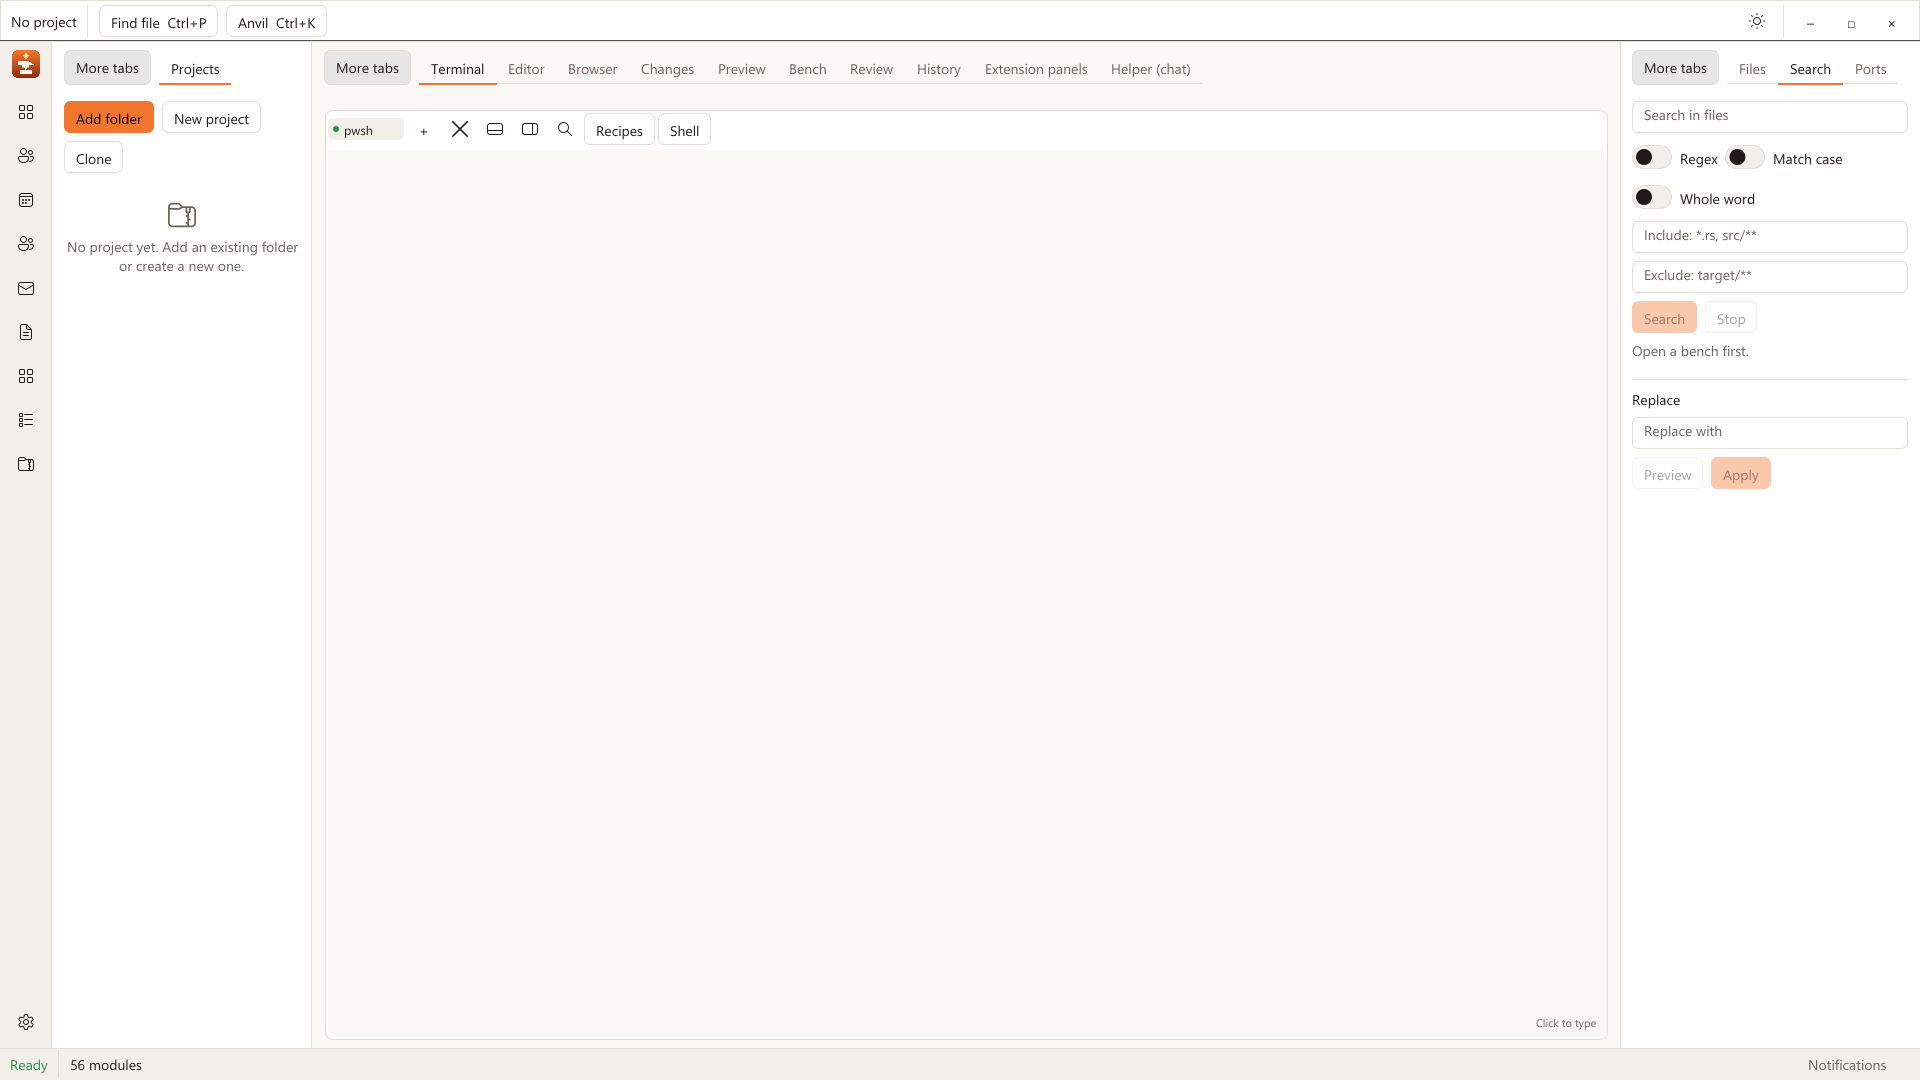 No project
Find file Ctrl+P
Anvil Ctrl+K
More tabs
Projects
Add folder
New project
Clone
No project yet. Add an existing folder
or create a new one.
More tabs
Terminal
Editor
Browser
Changes
Preview
Bench
Review
History
Extension panels
Helper (chat)
pwsh
+
Recipes
Shell
Click to type
More tabs
Files
Search
Ports
Search in files
Regex
Match case
Whole word
Include: *.rs, src/**
Exclude: target/**
Search
Stop
Open a bench first.
Replace
Replace with
Preview
Apply
Ready
56 modules
Notifications